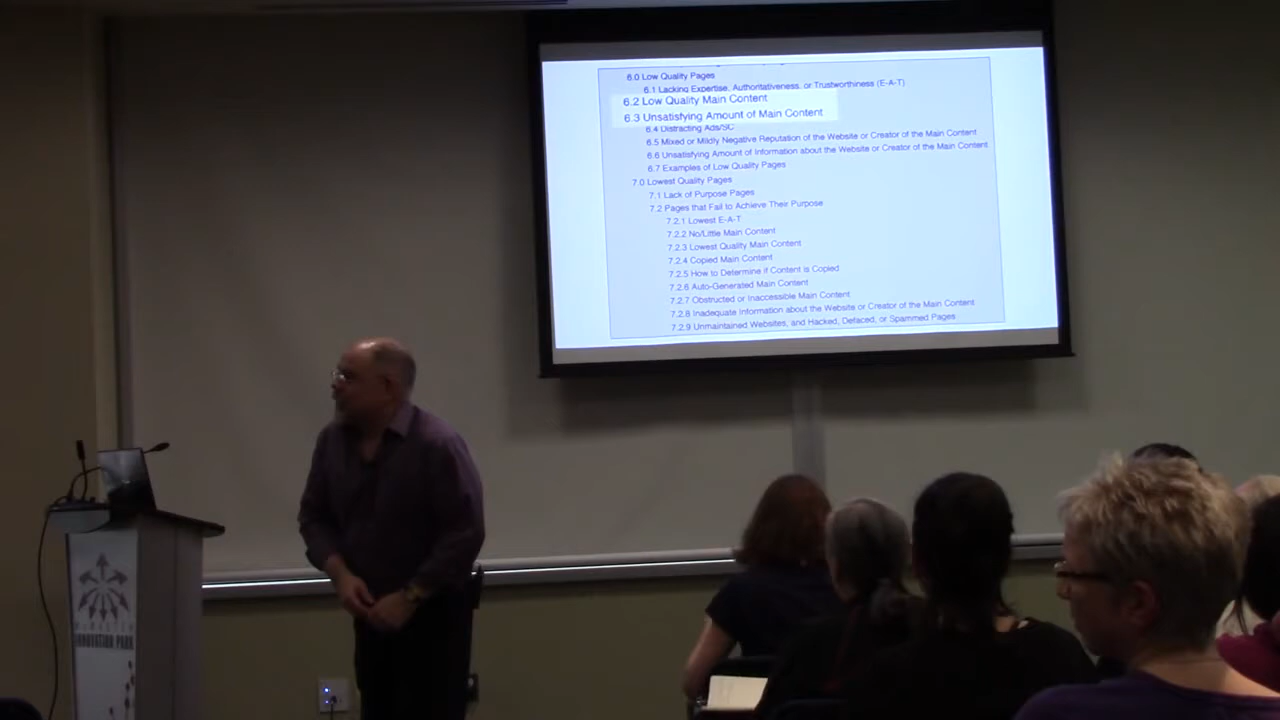 6.0 Low Quality Pages
6.1 Lacking Expertise, Authoritativeness, or Trustworthiness (E-A-T)
6.2 Low Quality Main Content
6.3 Unsatisfying Amount of Main Content
6.4 Distracting Ads/SC
6.5 Mixed or Mildly Negative Reputation of the Website or Creator of the Main Content
6.6 Unsatisfying Amount of Information about the Website or Creator of the Main Content
6.7 Examples of Low Quality Pages
7.0 Lowest Quality Pages
7.1 Lack of Purpose Pages
7.2 Pages that Fail to Achieve Their Purpose
7.2.1 Lowest E-A-T
7.2.2 No/Little Main Content
7.2.3 Lowest Quality Main Content
7.2.4 Copied Main Content
7.2.5 How to Determine if Content is Copied
7.2.6 Auto-Generated Main Content
7.2.7 Obstructed or Inaccessible Main Content
7.2.8 Inadequate Information about the Website or Creator of the Main Content
7.2.9 Unmaintained Websites, and Hacked, Defaced, or Spammed Pages
INNOVATION PARK